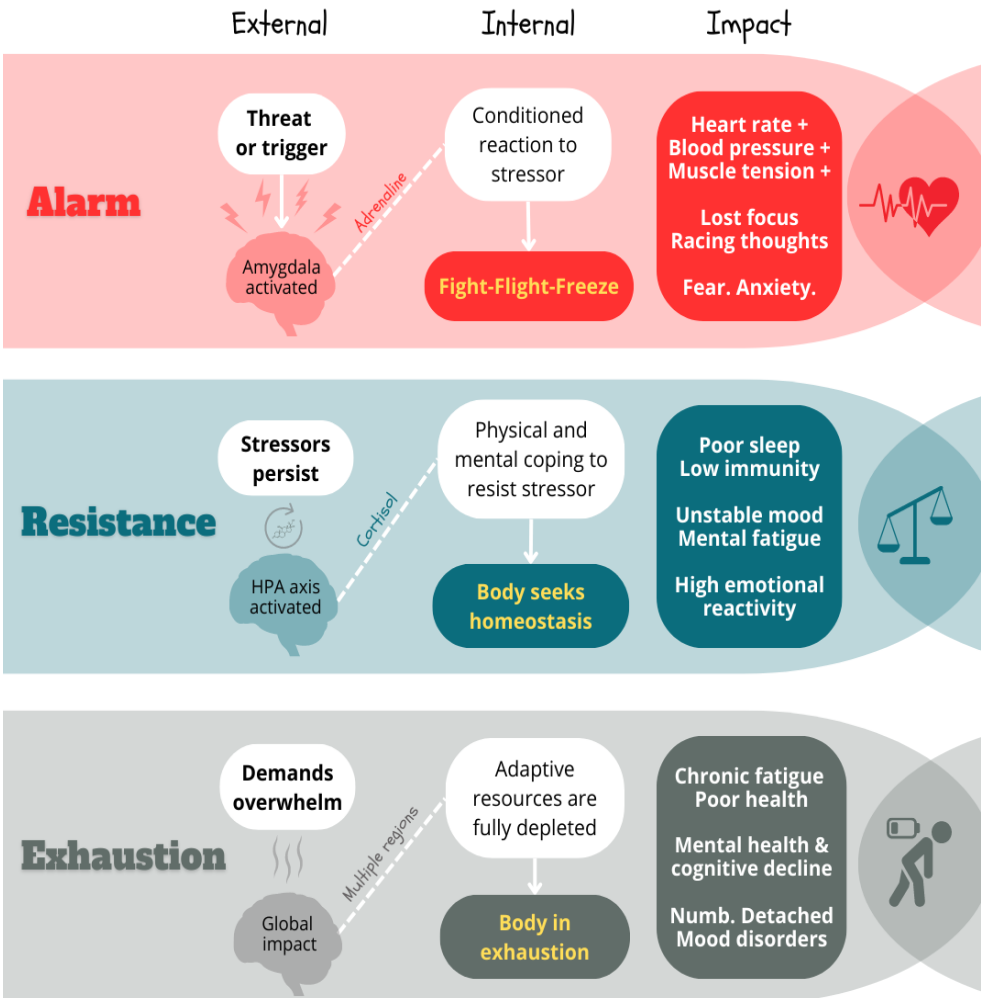 External
Internal
Impact
Alarm
Threat
or trigger
Amygdala
activated
Adrenaline
Conditioned
reaction to
stressor
Fight-Flight-Freeze
Heart rate +
Blood pressure +
Muscle tension +
Lost focus
Racing thoughts
Fear. Anxiety.
Resistance
Stressors
persist
HPA axis
activated
Cortisol
Physical and
mental coping to
resist stressor
Body seeks
homeostasis
Poor sleep
Low immunity
Unstable mood
Mental fatigue
High emotional
reactivity
Exhaustion
Demands
overwhelm
Global
impact
Multiple regions
Adaptive
resources are
fully depleted
Body in
exhaustion
Chronic fatigue
Poor health
Mental health &
cognitive decline
Numb. Detached
Mood disorders